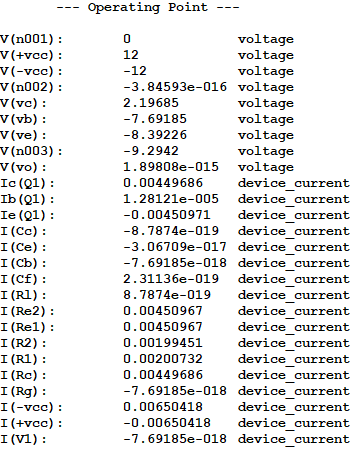 --- Operating Point ---
V(n001): 0 voltage
V(+vcc): 12 voltage
V(-vcc): -12 voltage
V(n002): -3.84593e-016 voltage
V(vc): 2.19685 voltage
V(vb): -7.69185 voltage
V(ve): -8.39226 voltage
V(n003): -9.2942 voltage
V(vo): 1.89808e-015 voltage
Ic(Q1): 0.00449686 device_current
Ib(Q1): 1.28121e-005 device_current
Ie(Q1): -0.00450971 device_current
I(Cc): -8.7874e-019 device_current
I(Ce): -3.06709e-017 device_current
I(Cb): -7.69185e-018 device_current
I(Cf): 2.31136e-019 device_current
I(Rl): 8.7874e-019 device_current
I(Re2): 0.00450967 device_current
I(Re1): 0.00450967 device_current
I(R2): 0.00199451 device_current
I(R1): 0.00200732 device_current
I(Rc): 0.00449686 device_current
I(Rg): -7.69185e-018 device_current
I(-vcc): 0.00650418 device_current
I(+vcc): -0.00650418 device_current
I(V1): -7.69185e-018 device_current